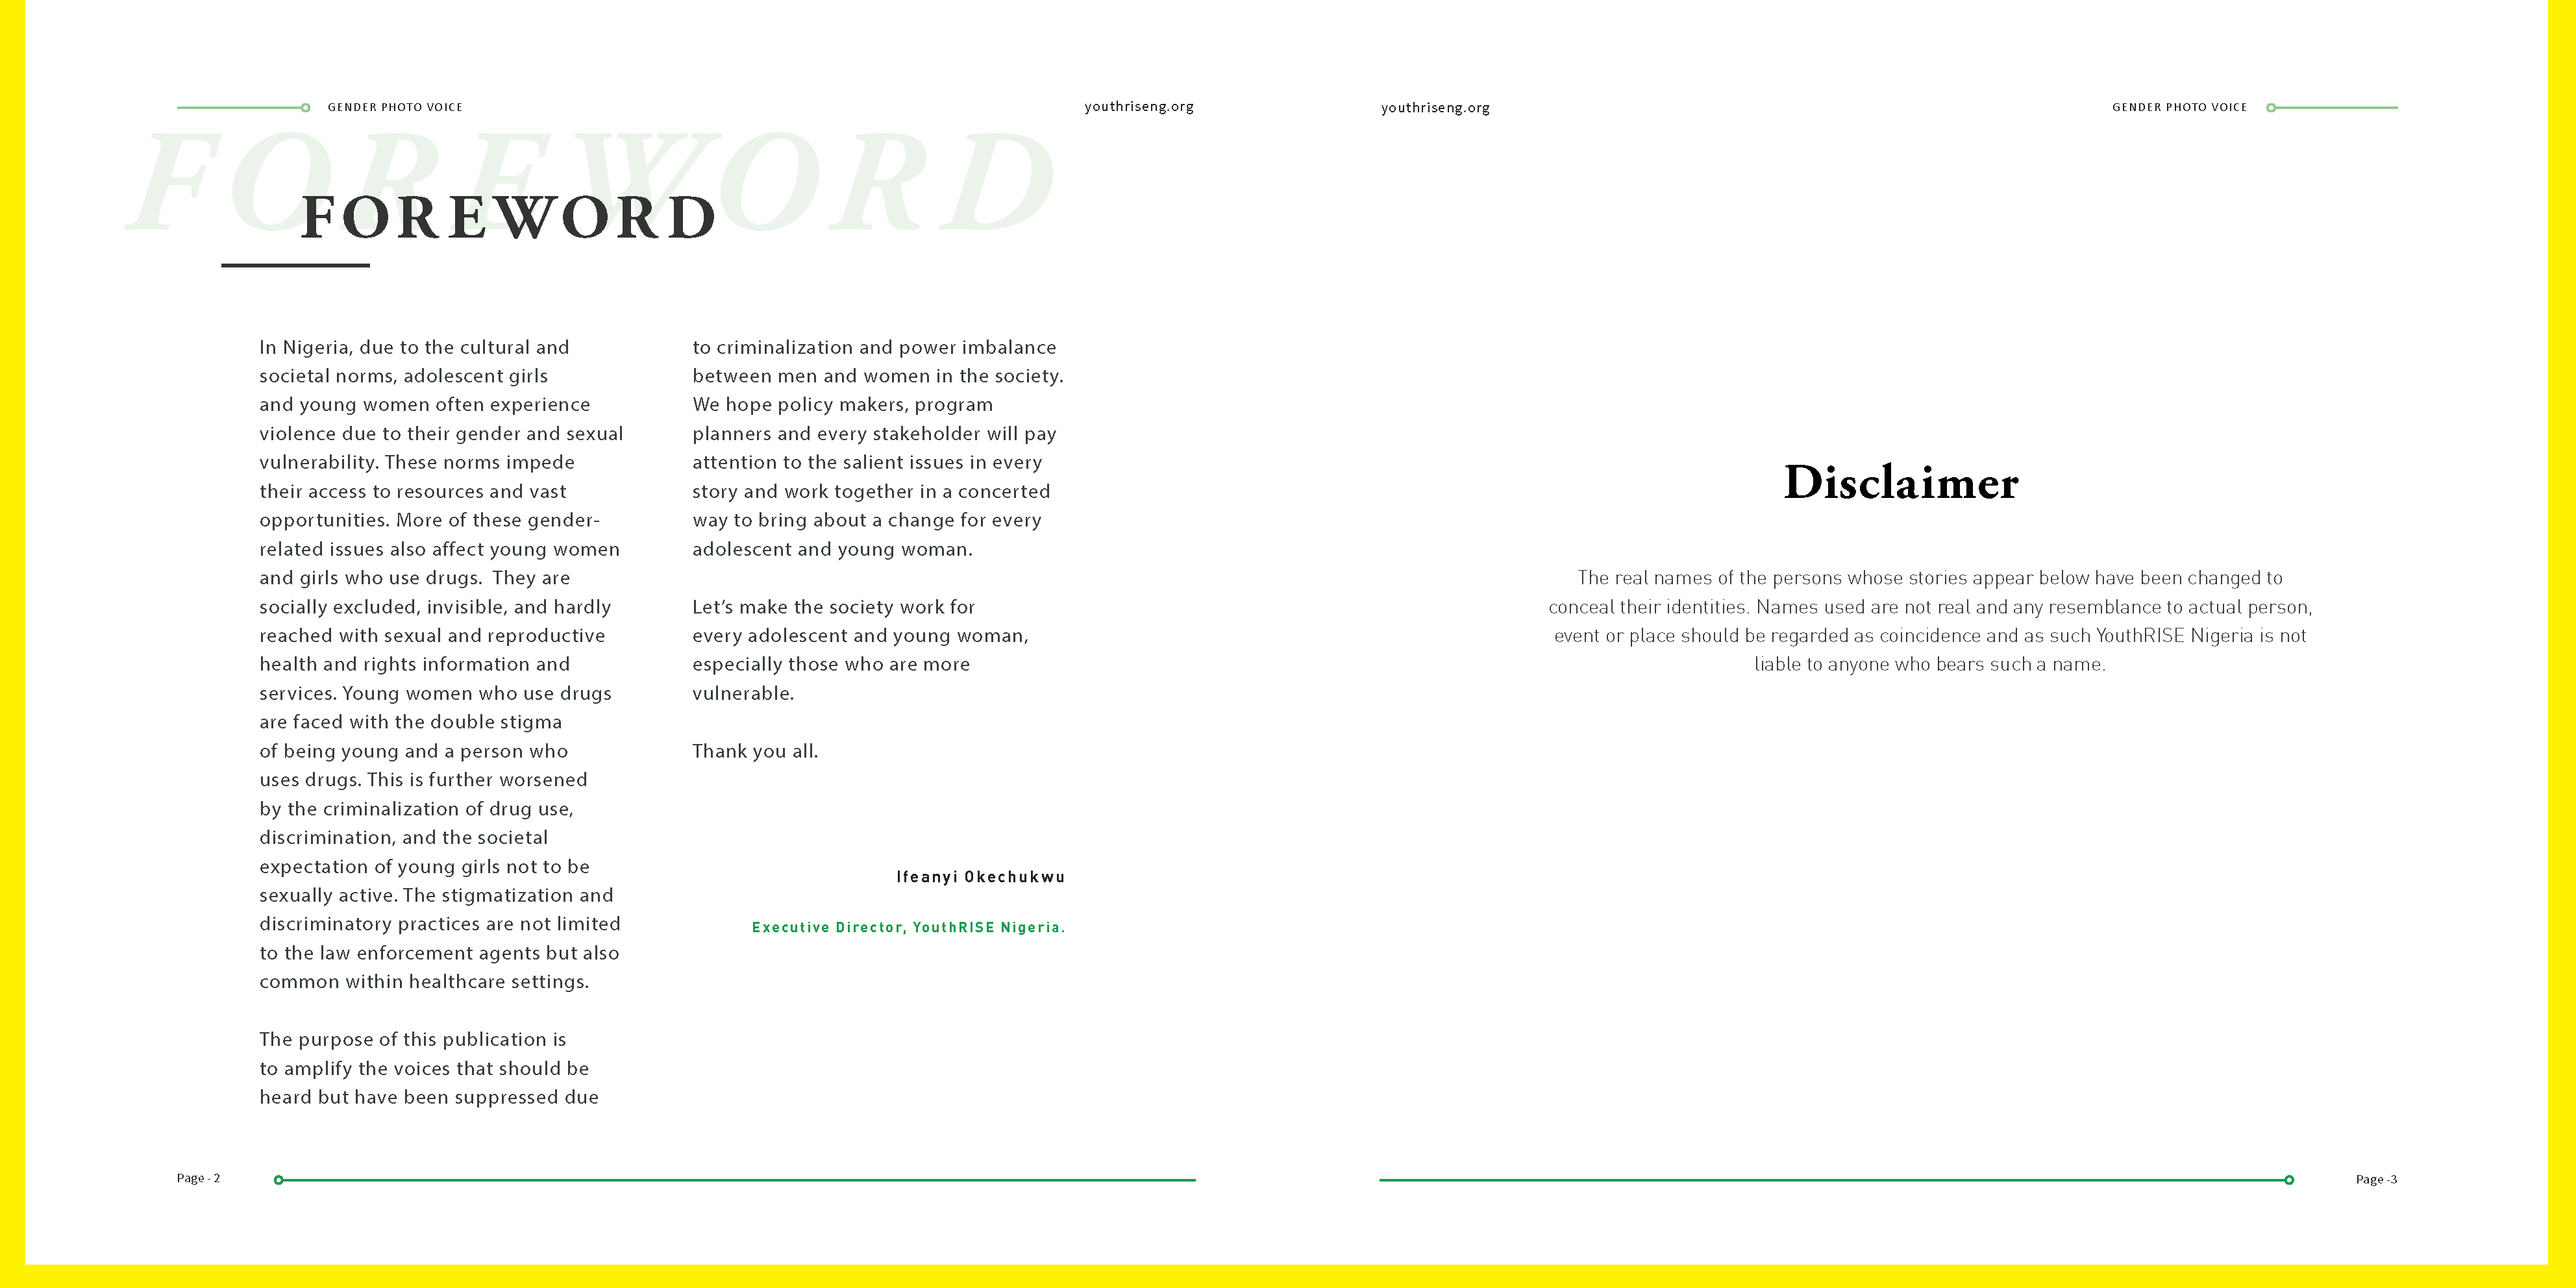 GENDER PHOTO VOICE
youthriseng.org
FOREWORD
FOREWORD
In Nigeria, due to the cultural and
societal norms, adolescent girls
and young women often experience
violence due to their gender and sexual
vulnerability. These norms impede
their access to resources and vast
opportunities. More of these gender-
related issues also affect young women
and girls who use drugs.  They are
socially excluded, invisible, and hardly
reached with sexual and reproductive
health and rights information and
services. Young women who use drugs
are faced with the double stigma
of being young and a person who
uses drugs. This is further worsened
by the criminalization of drug use,
discrimination, and the societal
expectation of young girls not to be
sexually active. The stigmatization and
discriminatory practices are not limited
to the law enforcement agents but also
common within healthcare settings.
The purpose of this publication is
to amplify the voices that should be
heard but have been suppressed due
to criminalization and power imbalance
between men and women in the society.
We hope policy makers, program
planners and every stakeholder will pay
attention to the salient issues in every
story and work together in a concerted
way to bring about a change for every
adolescent and young woman.
Let’s make the society work for
every adolescent and young woman,
especially those who are more
vulnerable.
Thank you all.
Ifeanyi Okechukwu
Executive Director, YouthRISE Nigeria.
Page - 2
youthriseng.org
GENDER PHOTO VOICE
Disclaimer
The real names of the persons whose stories appear below have been changed to
conceal their identities. Names used are not real and any resemblance to actual person,
event or place should be regarded as coincidence and as such YouthRISE Nigeria is not
liable to anyone who bears such a name.
Page -3